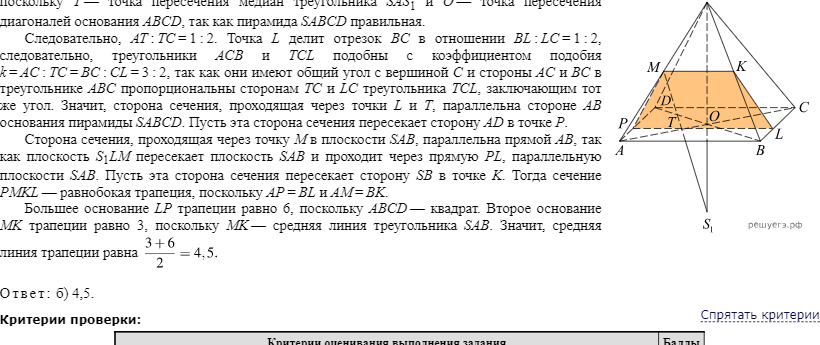 поскольку T — точка пересечения медиан треугольника SAS₁ и O — точка пересечения
диагоналей основания ABCD, так как пирамида SABCD правильная.
Следовательно, AT : TC = 1 : 2. Точка L делит отрезок BC в отношении BL : LC = 1 : 2,
следовательно, треугольники ACB и TCL подобны с коэффициентом подобия
k = AC : TC = BC : CL = 3 : 2, так как они имеют общий угол с вершиной C и стороны AC и BC в
треугольнике ABC пропорциональны сторонам TC и LC треугольника TCL, заключающим тот
же угол. Значит, сторона сечения, проходящая через точки L и T, параллельна стороне AB
основания пирамиды SABCD. Пусть эта сторона сечения пересекает сторону AD в точке P.
Сторона сечения, проходящая через точку M в плоскости SAB, параллельна прямой AB, так
как плоскость S₁LM пересекает плоскость SAB и проходит через прямую PL, параллельную
плоскости SAB. Пусть эта сторона сечения пересекает сторону SB в точке K. Тогда сечение
PMKL — равнобокая трапеция, поскольку AP = BL и AM = BK.
Большее основание LP трапеции равно 6, поскольку ABCD — квадрат. Второе основание
MK трапеции равно 3, поскольку MK — средняя линия треугольника SAB. Значит, средняя
линия трапеции равна (3 + 6)/2 = 4,5.
Ответ: б) 4,5.
M
K
D
C
O
P
T
L
A
B
S₁
решуегэ.рф
Спрятать критерии
Критерии проверки:
Критерии оценивания выполнения задания
Баллы